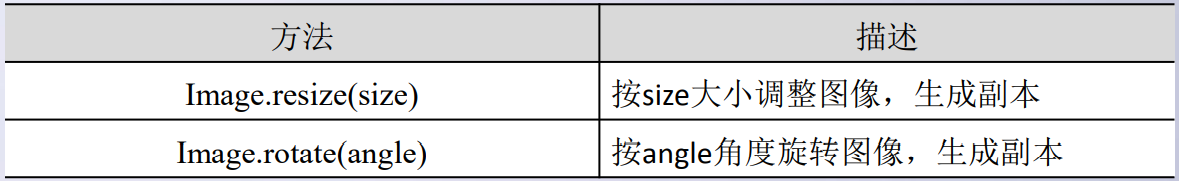 方法 描述
Image.resize(size) 按size大小调整图像，生成副本
Image.rotate(angle) 按angle角度旋转图像，生成副本